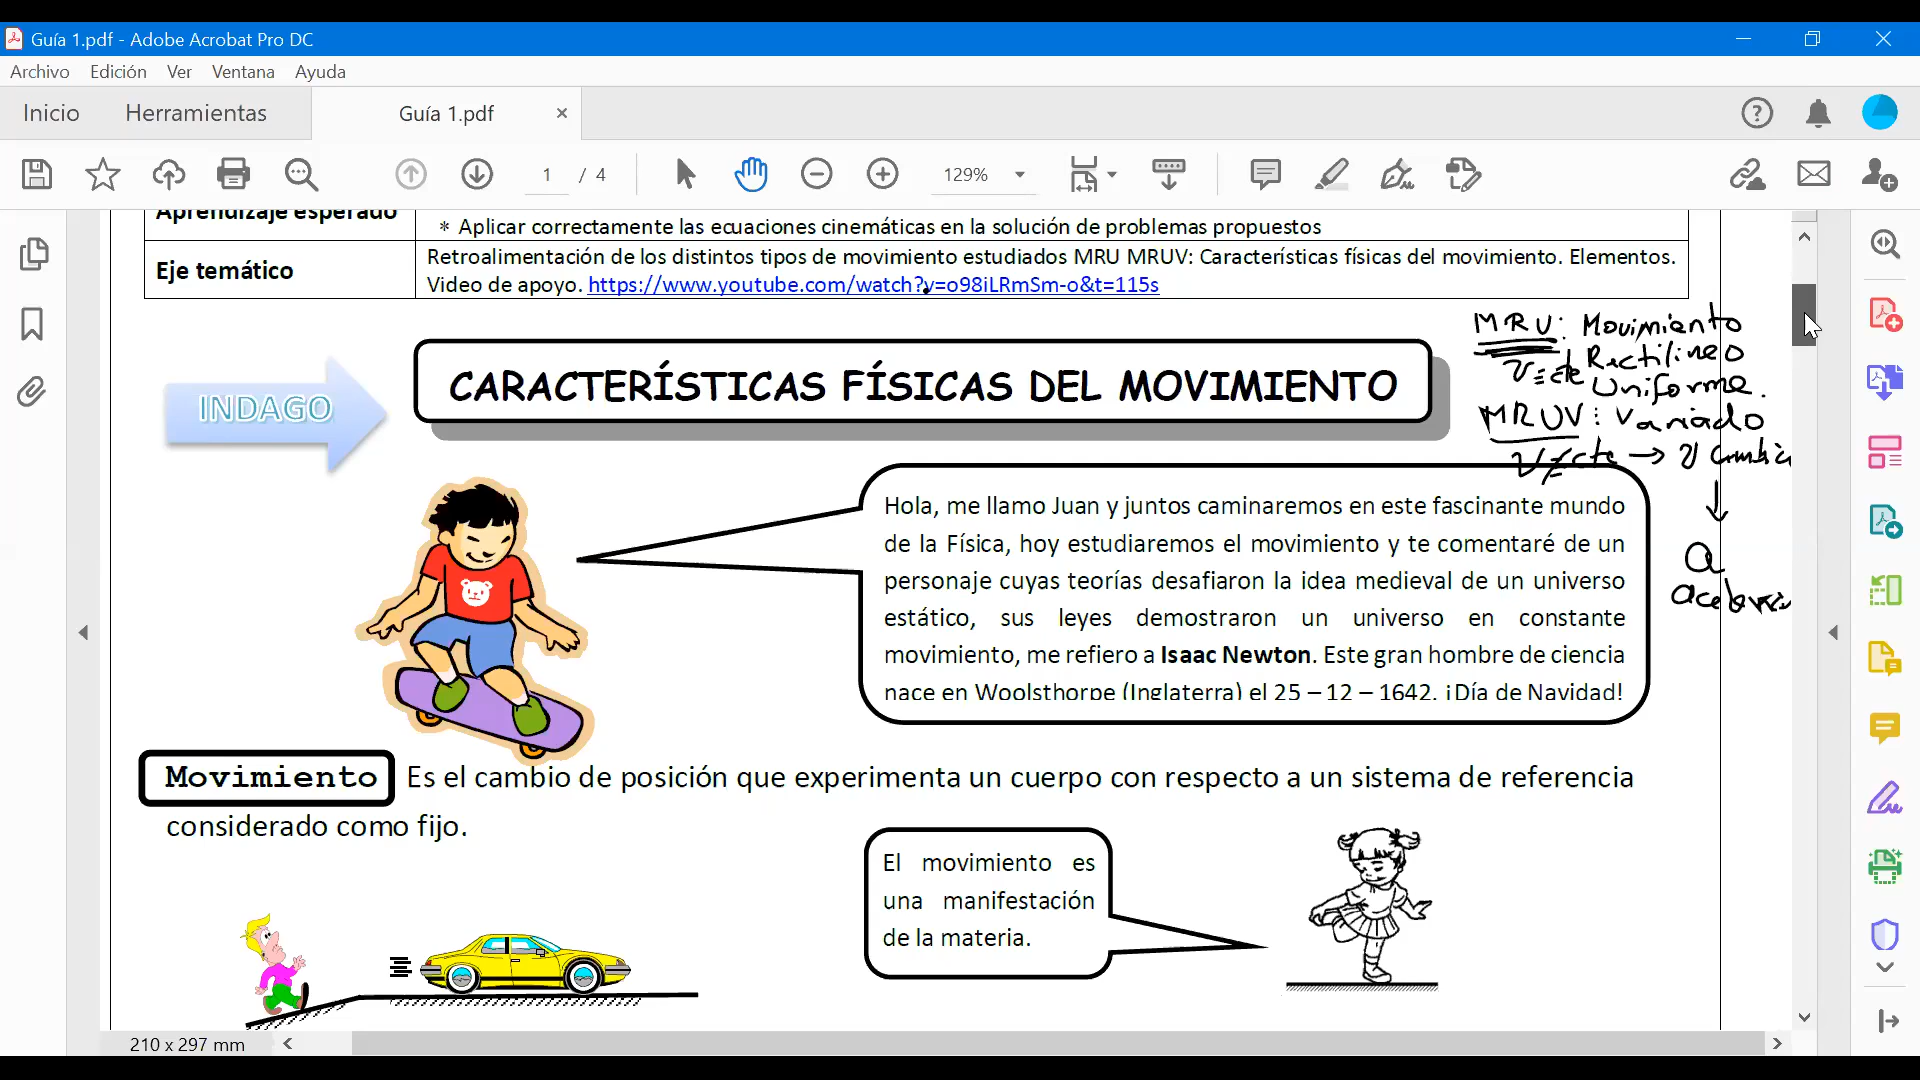 Guía 1.pdf - Adobe Acrobat Pro DC
Archivo Edición Ver Ventana Ayuda
Inicio Herramientas Guía 1.pdf
1 / 4 129%
Aprendizaje esperado
* Aplicar correctamente las ecuaciones cinemáticas en la solución de problemas propuestos
Eje temático
Retroalimentación de los distintos tipos de movimiento estudiados MRU MRUV: Características físicas del movimiento. Elementos.
Video de apoyo. https://www.youtube.com/watch?v=o98iLRmSm-o&t=115s
MRU: Movimiento
Rectilineo
V=cte Uniforme.
MRUV: Variado
V≠cte → V cambia
a
INDAGO
CARACTERÍSTICAS FÍSICAS DEL MOVIMIENTO
Hola, me llamo Juan y juntos caminaremos en este fascinante mundo
de la Física, hoy estudiaremos el movimiento y te comentaré de un
personaje cuyas teorías desafiaron la idea medieval de un universo
estático, sus leyes demostraron un universo en constante
movimiento, me refiero a Isaac Newton. Este gran hombre de ciencia
nace en Woolsthorpe (Inglaterra) el 25 – 12 – 1642. ¡Día de Navidad!
Movimiento Es el cambio de posición que experimenta un cuerpo con respecto a un sistema de referencia
considerado como fijo.
El movimiento es
una manifestación
de la materia.
210 x 297 mm